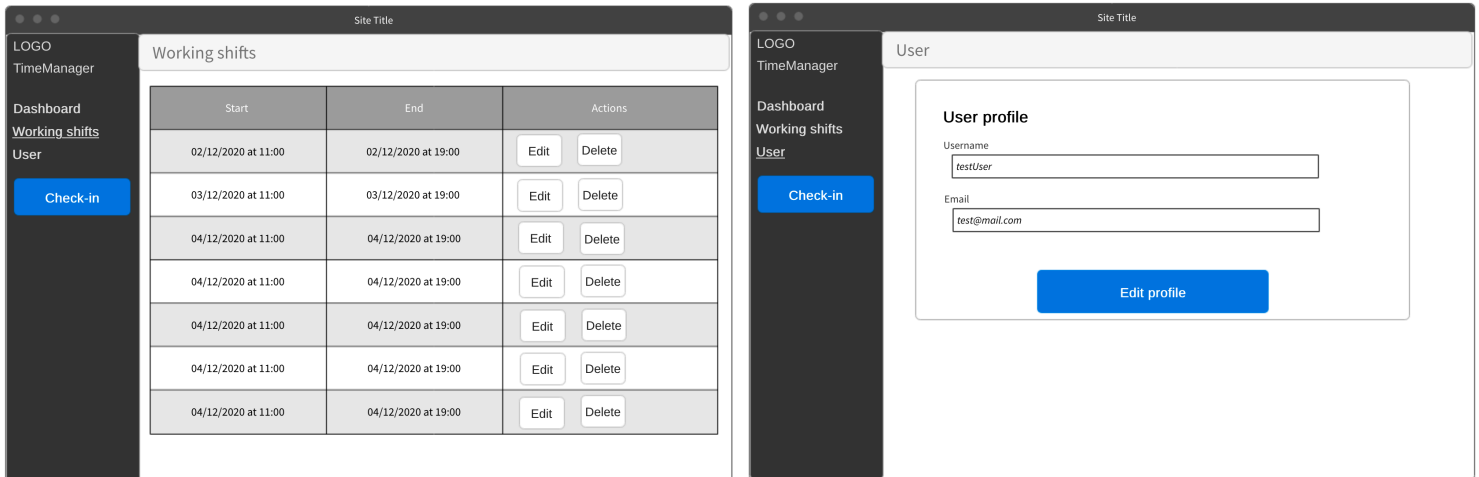 Site Title
LOGO
TimeManager
Dashboard
Working shifts
User
Check-in
Working shifts
Start End Actions
02/12/2020 at 11:00 02/12/2020 at 19:00 Edit Delete
03/12/2020 at 11:00 03/12/2020 at 19:00 Edit Delete
04/12/2020 at 11:00 04/12/2020 at 19:00 Edit Delete
04/12/2020 at 11:00 04/12/2020 at 19:00 Edit Delete
04/12/2020 at 11:00 04/12/2020 at 19:00 Edit Delete
04/12/2020 at 11:00 04/12/2020 at 19:00 Edit Delete
04/12/2020 at 11:00 04/12/2020 at 19:00 Edit Delete
Site Title
LOGO
TimeManager
Dashboard
Working shifts
User
Check-in
User
User profile
Username
testUser
Email
test@mail.com
Edit profile